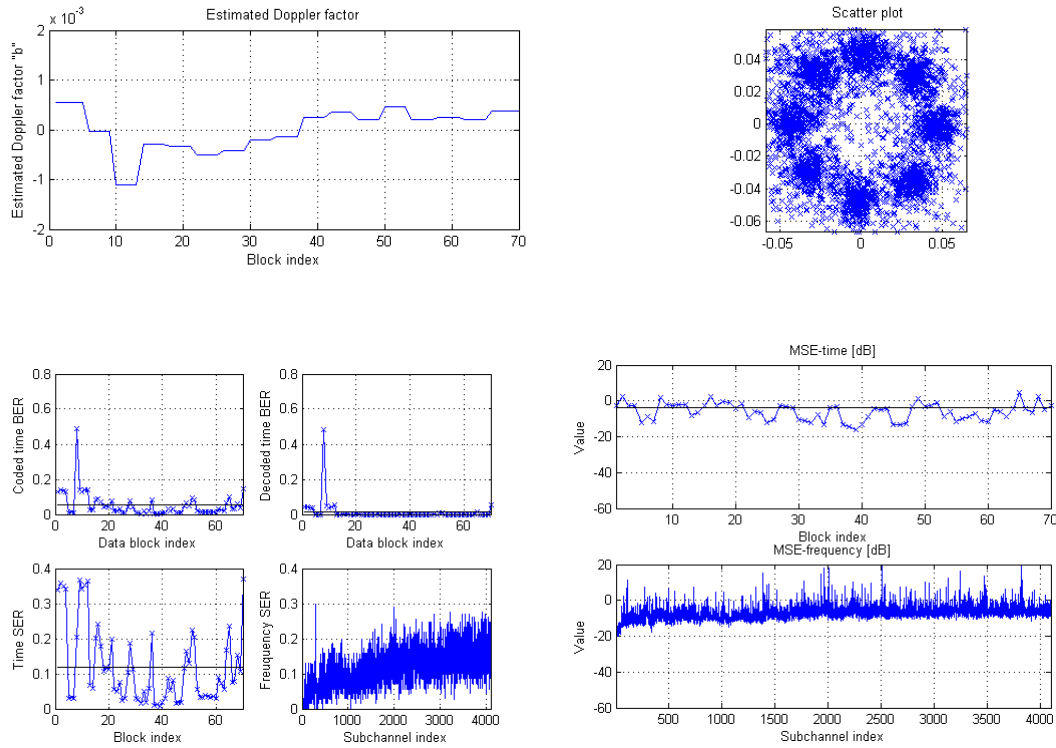 Estimated Doppler factor
x 10^-3
2
1
0
-1
-2
Estimated Doppler factor "b"
0 10 20 30 40 50 60 70
Block index
Scatter plot
0.04
0.02
0
-0.02
-0.04
-0.06
-0.05 0 0.05
0.8
0.6
0.4
0.2
0
Coded time BER
0 20 40 60
Data block index
0.8
0.6
0.4
0.2
0
Decoded time BER
0 20 40 60
Data block index
MSE-time [dB]
20
0
-20
-40
-60
Value
10 20 30 40 50 60 70
Block index
0.4
0.3
0.2
0.1
0
Time SER
0 20 40 60
Block index
0.4
0.3
0.2
0.1
0
Frequency SER
0 1000 2000 3000 4000
Subchannel index
MSE-frequency [dB]
20
0
-20
-40
-60
Value
500 1000 1500 2000 2500 3000 3500 4000
Subchannel index